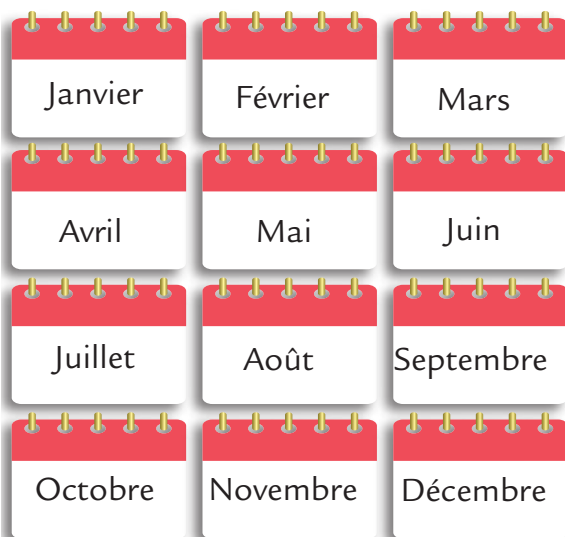 Janvier
Février
Mars
Avril
Mai
Juin
Juillet
Août
Septembre
Octobre
Novembre
Décembre